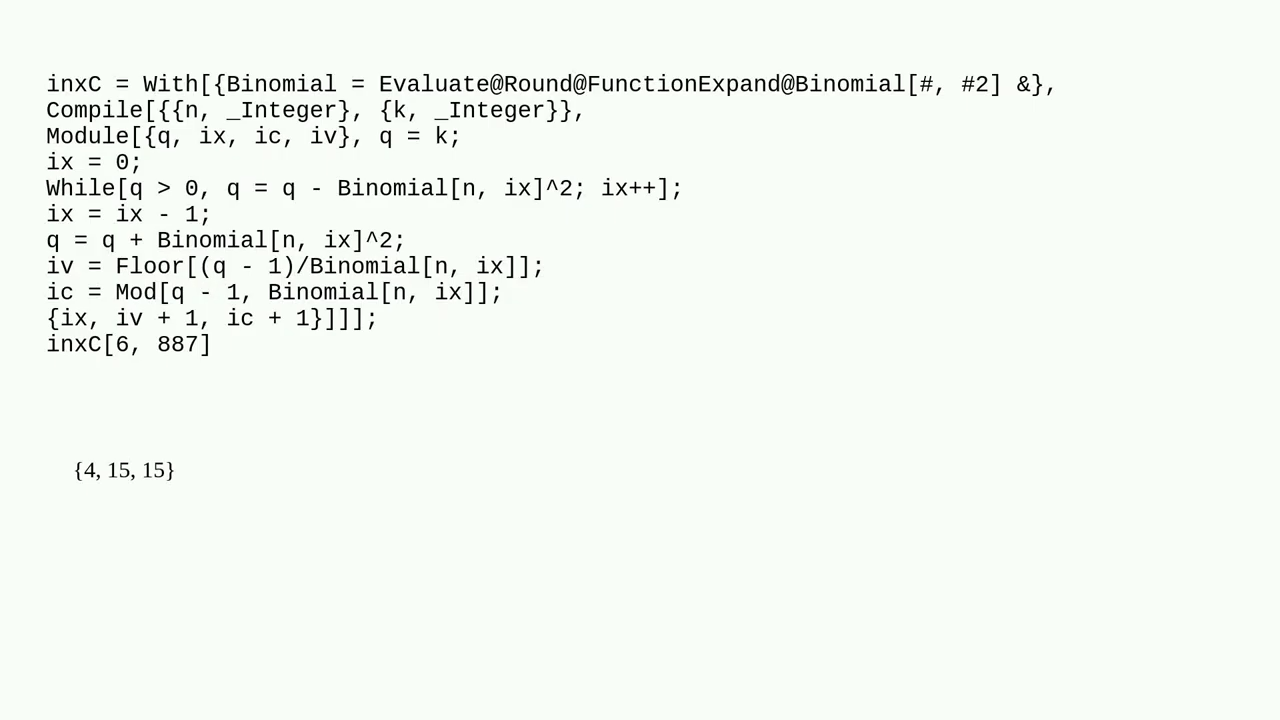 inxC = With[{Binomial = Evaluate@Round@FunctionExpand@Binomial[#, #2] &},
Compile[{{n, _Integer}, {k, _Integer}},
Module[{q, ix, ic, iv}, q = k;
ix = 0;
While[q > 0, q = q - Binomial[n, ix]^2; ix++];
ix = ix - 1;
q = q + Binomial[n, ix]^2;
iv = Floor[(q - 1)/Binomial[n, ix]];
ic = Mod[q - 1, Binomial[n, ix]];
{ix, iv + 1, ic + 1}]]];
inxC[6, 887]
{4, 15, 15}